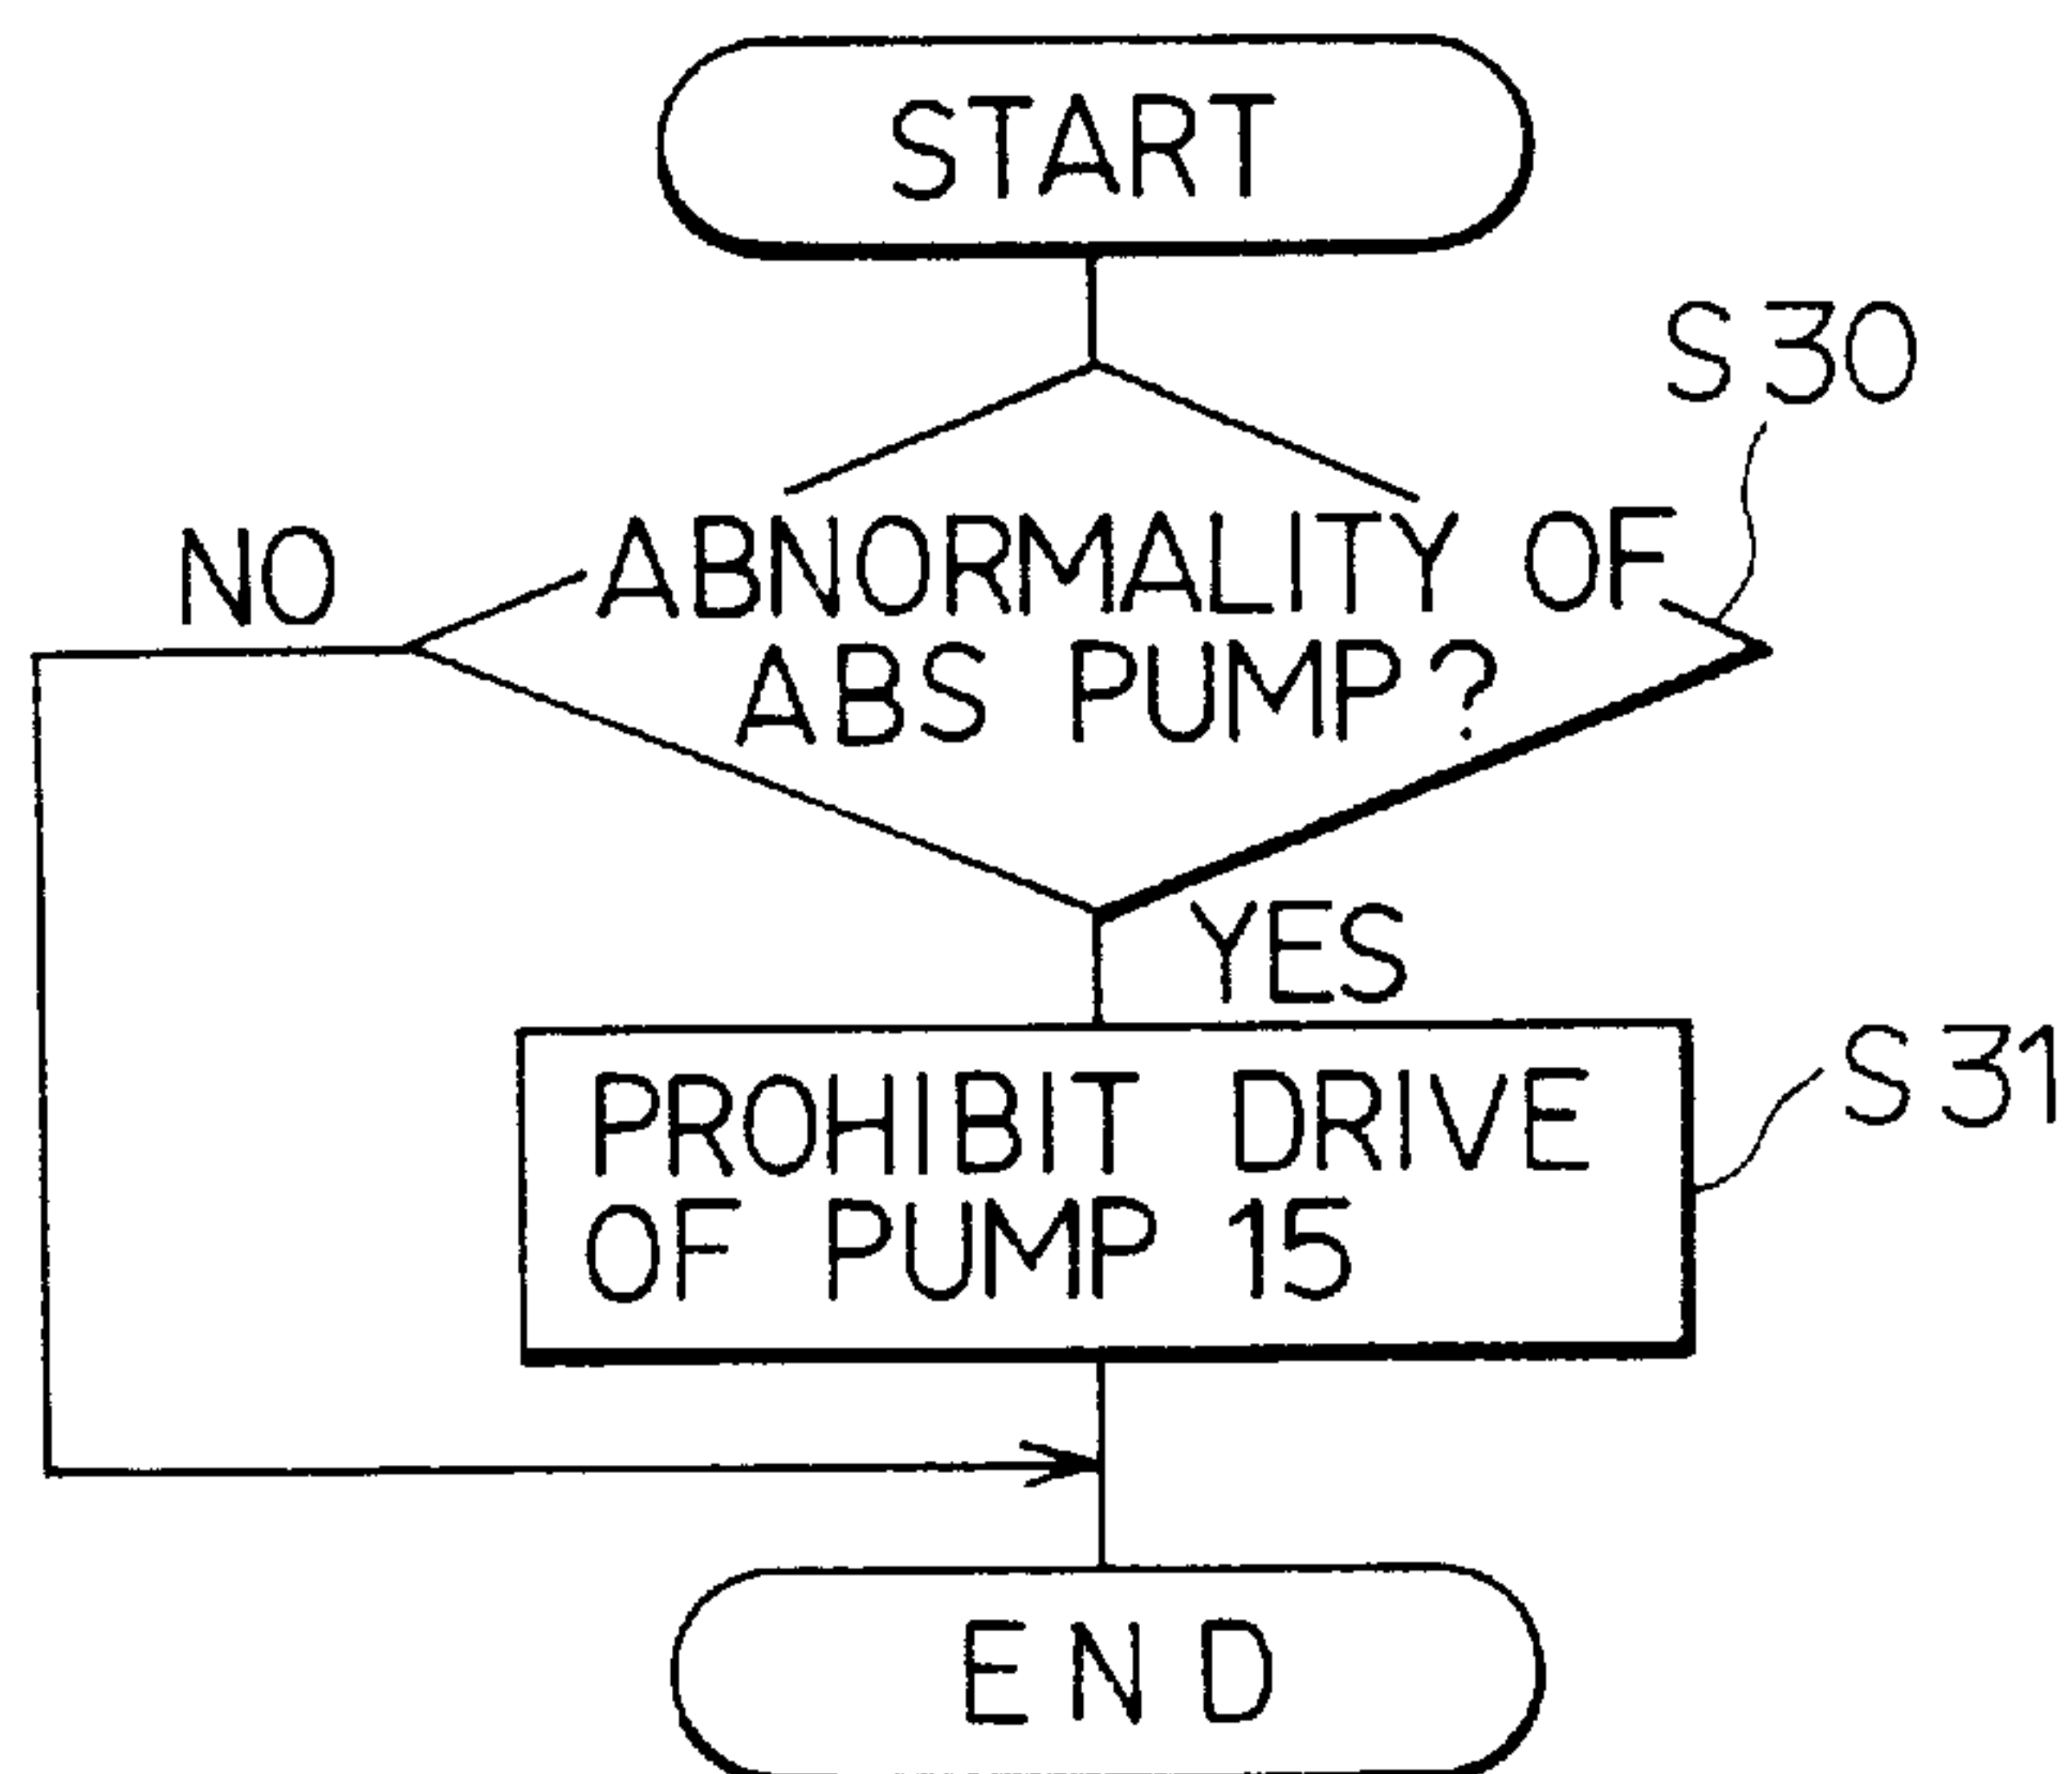 START
S30
NO
ABNORMALITY OF
ABS PUMP?
YES
PROHIBIT DRIVE
OF PUMP 15
S31
END